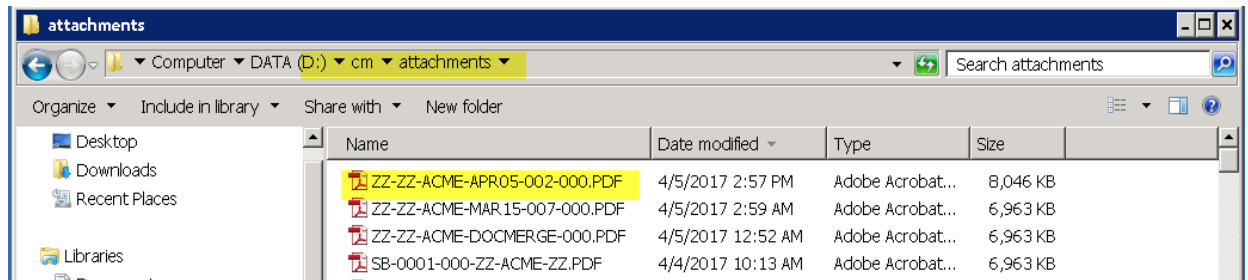 attachments
Computer DATA (D:) cm attachments Search attachments
Organize Include in library Share with New folder
Desktop Name Date modified Type Size
Downloads ZZ-ZZ-ACME-APR05-002-000.PDF 4/5/2017 2:57 PM Adobe Acrobat... 8,046 KB
Recent Places ZZ-ZZ-ACME-MAR15-007-000.PDF 4/5/2017 2:59 AM Adobe Acrobat... 6,963 KB
ZZ-ZZ-ACME-DOCMERGE-000.PDF 4/5/2017 12:52 AM Adobe Acrobat... 6,963 KB
Libraries SB-0001-000-ZZ-ACME-ZZ.PDF 4/4/2017 10:13 AM Adobe Acrobat... 6,963 KB